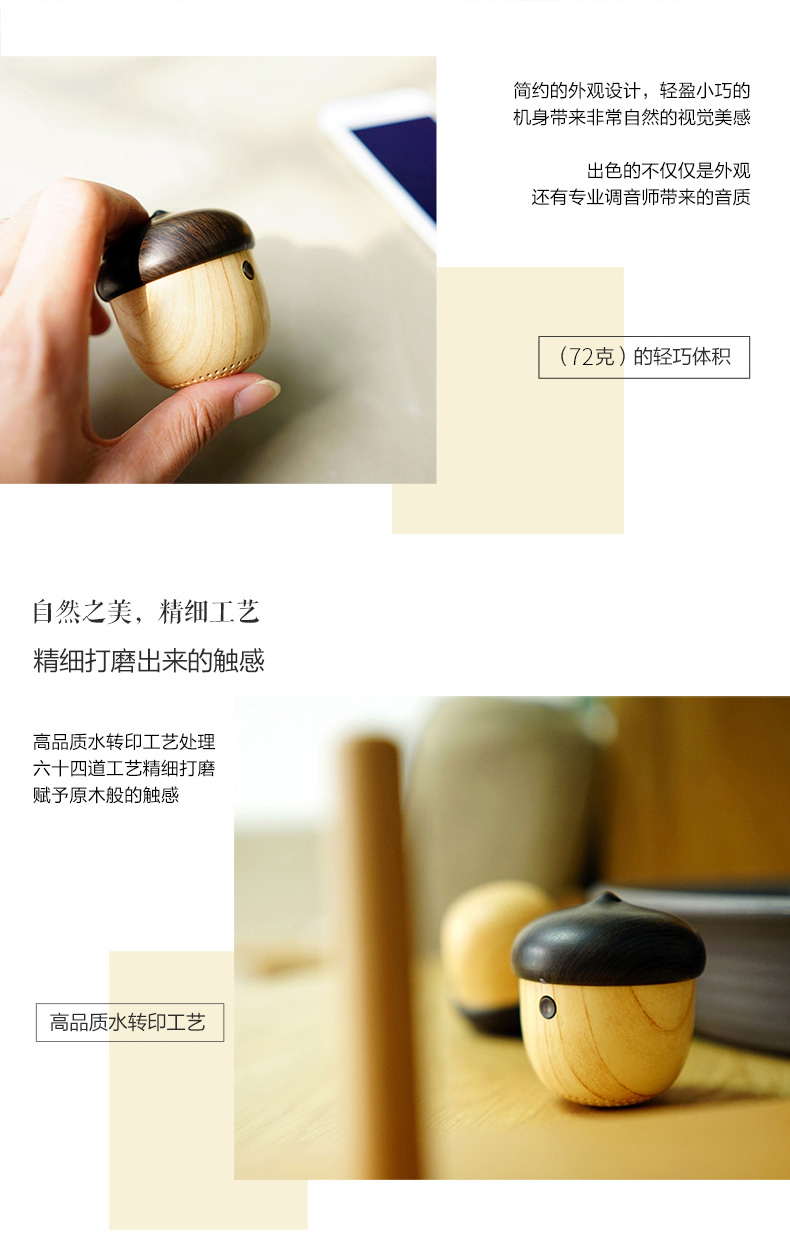 简约的外观设计，轻盈小巧的
机身带来非常自然的视觉美感
出色的不仅仅是外观
还有专业调音师带来的音质
（72克）的轻巧体积
自然之美，精细工艺
精细打磨出来的触感
高品质水转印工艺处理
六十四道工艺精细打磨
赋予原木般的触感
高品质水转印工艺